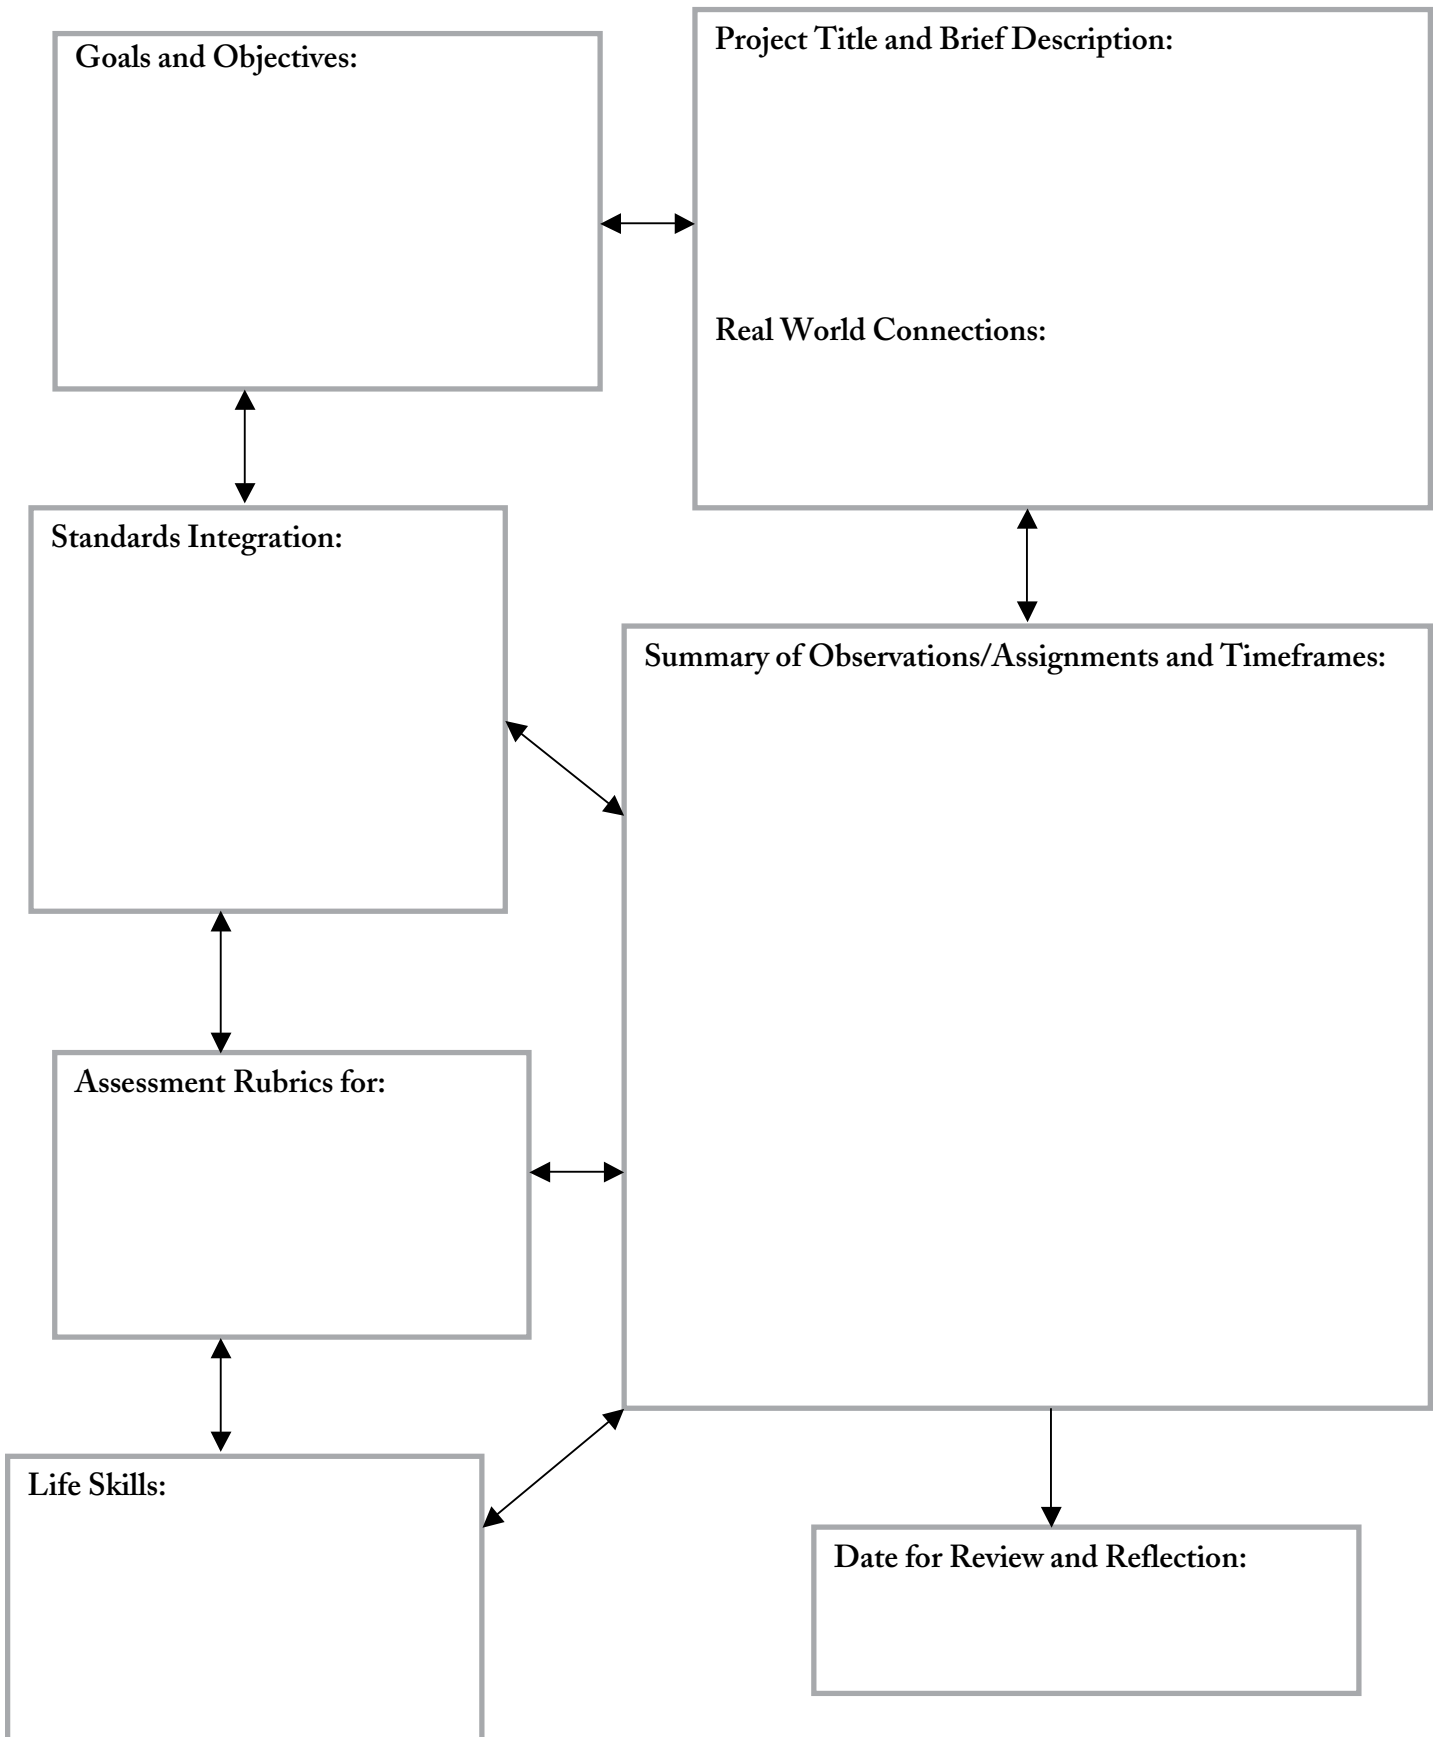 Goals and Objectives:
Project Title and Brief Description:
Real World Connections:
Standards Integration:
Summary of Observations/Assignments and Timeframes:
Assessment Rubrics for:
Life Skills:
Date for Review and Reflection: